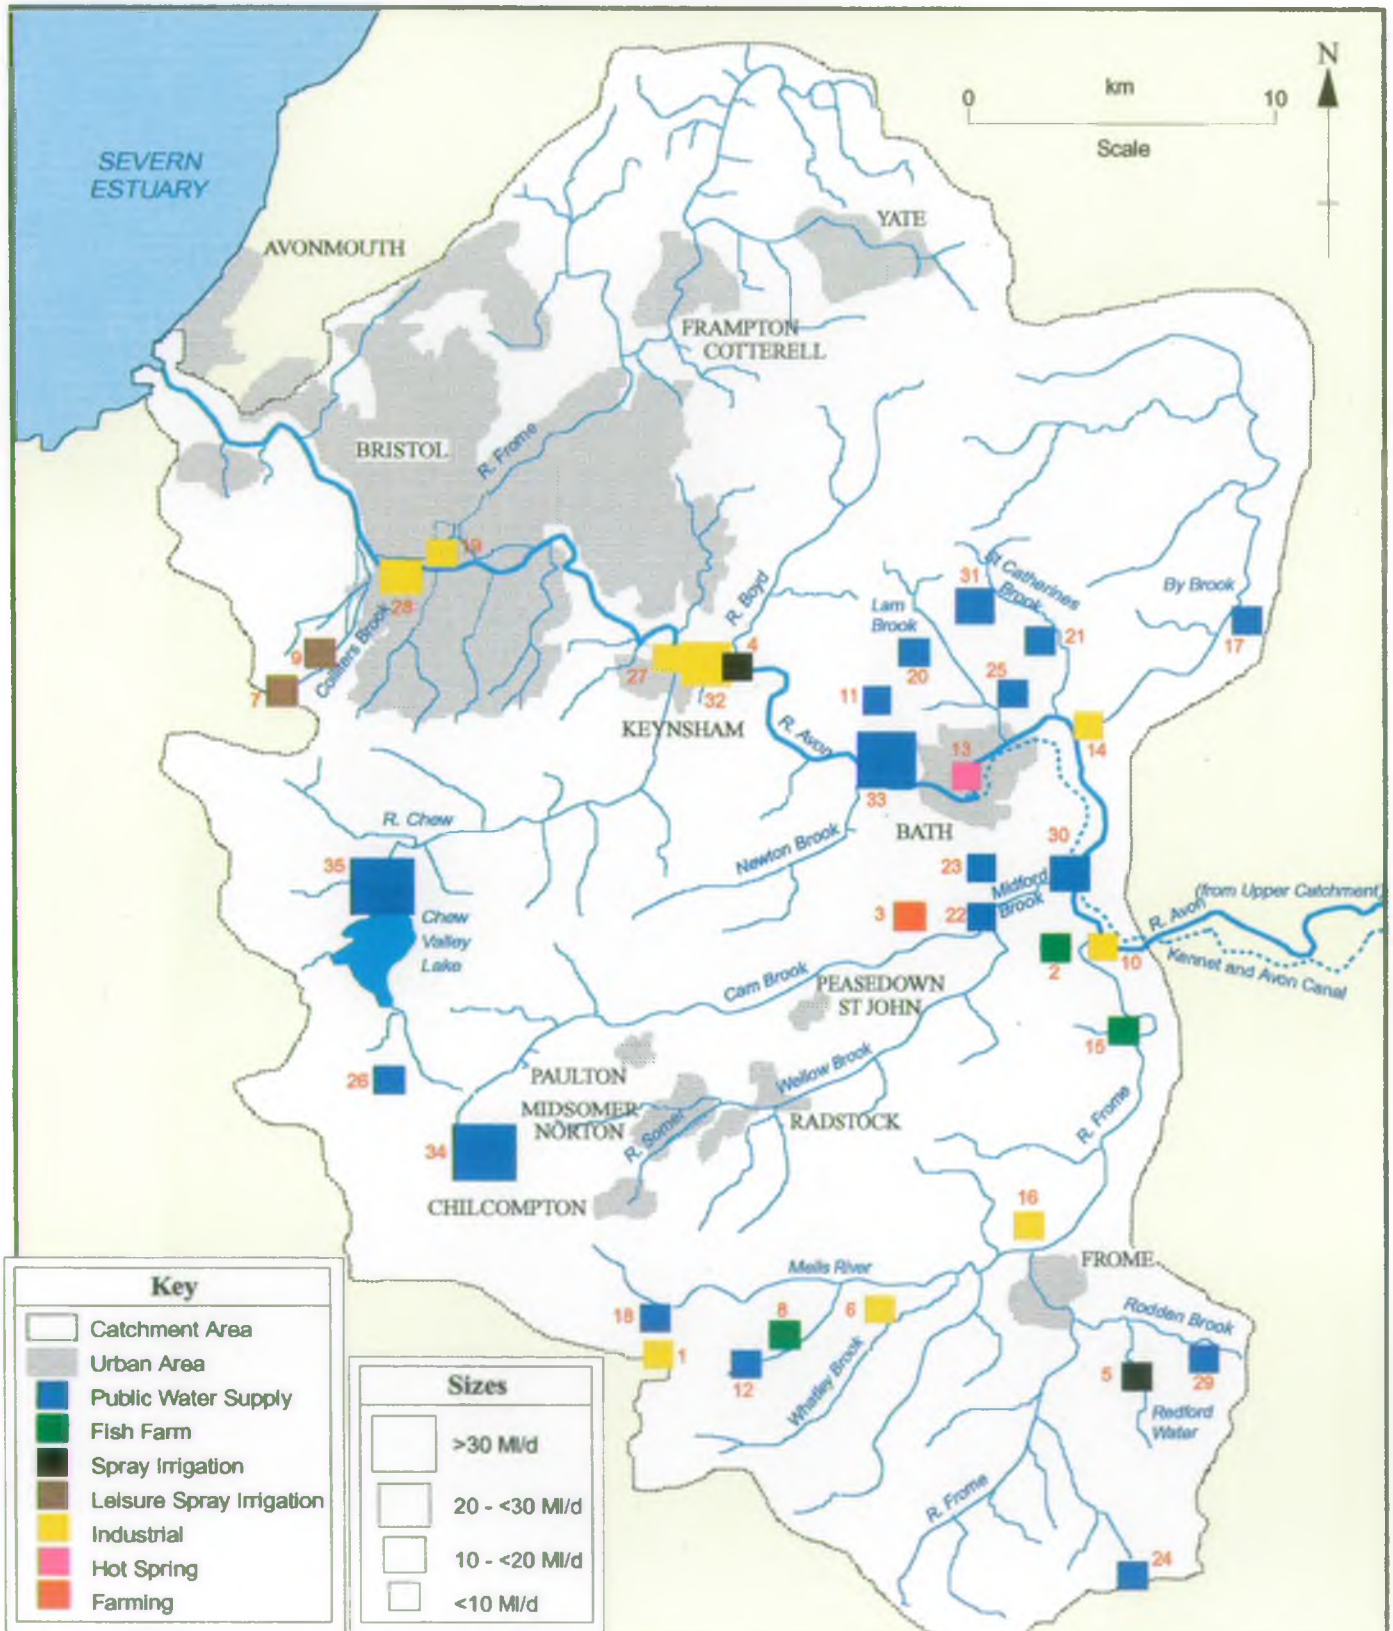 N
km
0 10
Scale
SEVERN
ESTUARY
AVONMOUTH
YATE
FRAMPTON
COTTERELL
BRISTOL
R. Frome
19
28
R. Boyd
St Catherines
Brook
31
By Brook
Lam
Brook
21
17
9
Colliters Brook
4
20
25
7
27
32
11
KEYNSHAM
R. Avon
13
14
33
BATH
30
R. Chew
Newton Brook
35
23
Midford
Brook
(from Upper Catchment)
R. Avon
3
22
Chew
Valley
Lake
2
10
Kennet and Avon Canal
Cam Brook
PEASEDOWN
ST JOHN
15
26
PAULTON
Wellow Brook
MIDSOMER
NORTON
R. Somer
RADSTOCK
R. Frome
34
CHILCOMPTON
16
FROME
Mells River
18
8
6
Rodden Brook
1
12
Whatley Brook
5
29
Redford
Water
R. Frome
24
Key
Catchment Area
Urban Area
Public Water Supply
Fish Farm
Spray Irrigation
Leisure Spray Irrigation
Industrial
Hot Spring
Farming
Sizes
>30 Ml/d
20 - <30 Ml/d
10 - <20 Ml/d
<10 Ml/d